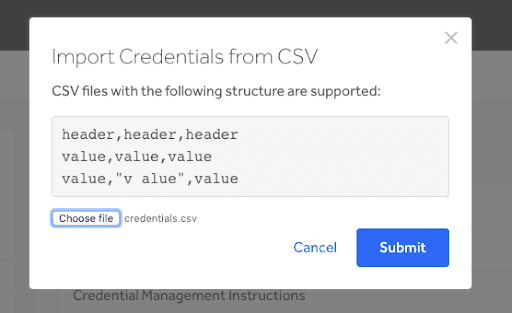 Import Credentials from CSV
CSV files with the following structure are supported:
header,header,header
value,value,value
value,"v alue",value
Choose file credentials.csv
Cancel Submit
Credential Management Instructions